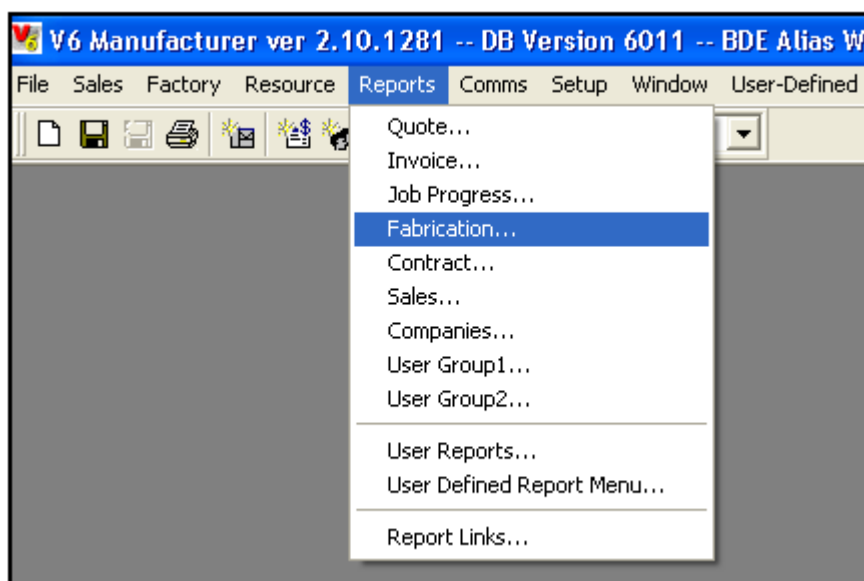 V6 Manufacturer ver 2.10.1281 -- DB Version 6011 -- BDE Alias W
File Sales Factory Resource Reports Comms Setup Window User-Defined
Quote...
Invoice...
Job Progress...
Fabrication...
Contract...
Sales...
Companies...
User Group1...
User Group2...
User Reports...
User Defined Report Menu...
Report Links...